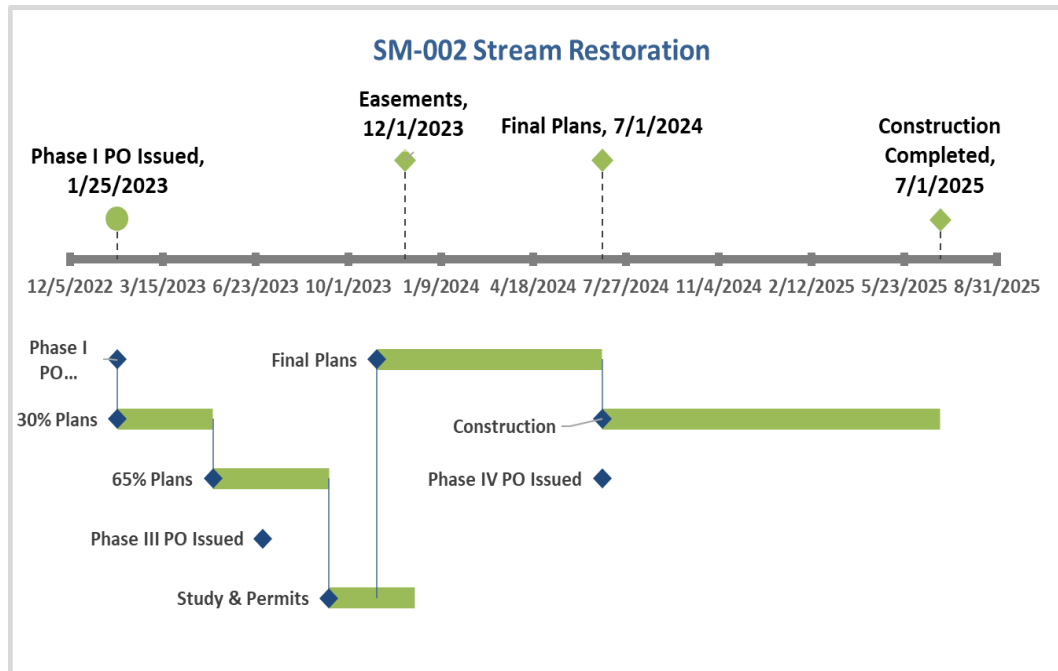 SM-002 Stream Restoration
Easements,
12/1/2023
Final Plans, 7/1/2024
Construction
Completed,
7/1/2025
Phase I PO Issued,
1/25/2023
12/5/2022 3/15/2023 6/23/2023 10/1/2023 1/9/2024 4/18/2024 7/27/2024 11/4/2024 2/12/2025 5/23/2025 8/31/2025
Phase I
PO...
Final Plans
30% Plans
Construction
65% Plans
Phase IV PO Issued
Phase III PO Issued
Study & Permits